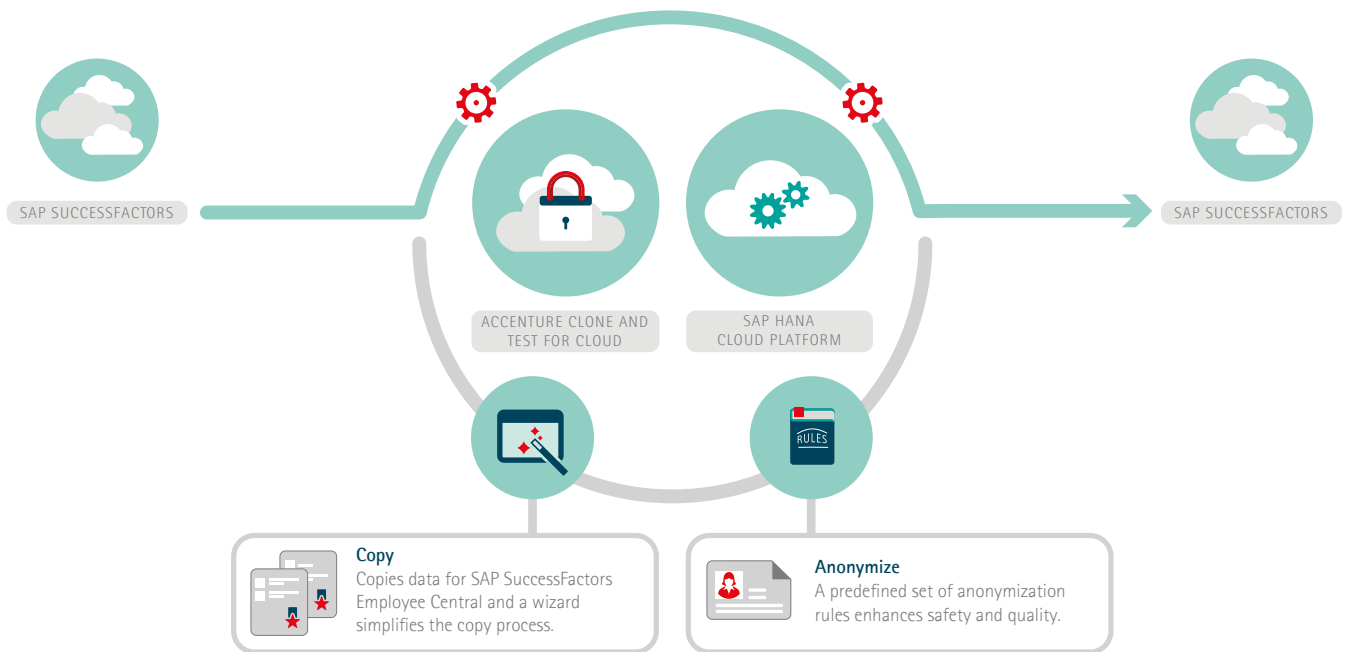 SAP SUCCESSFACTORS
SAP SUCCESSFACTORS
ACCENTURE CLONE AND
TEST FOR CLOUD
SAP HANA
CLOUD PLATFORM
RULES
Copy
Copies data for SAP SuccessFactors
Employee Central and a wizard
simplifies the copy process.
Anonymize
A predefined set of anonymization
rules enhances safety and quality.